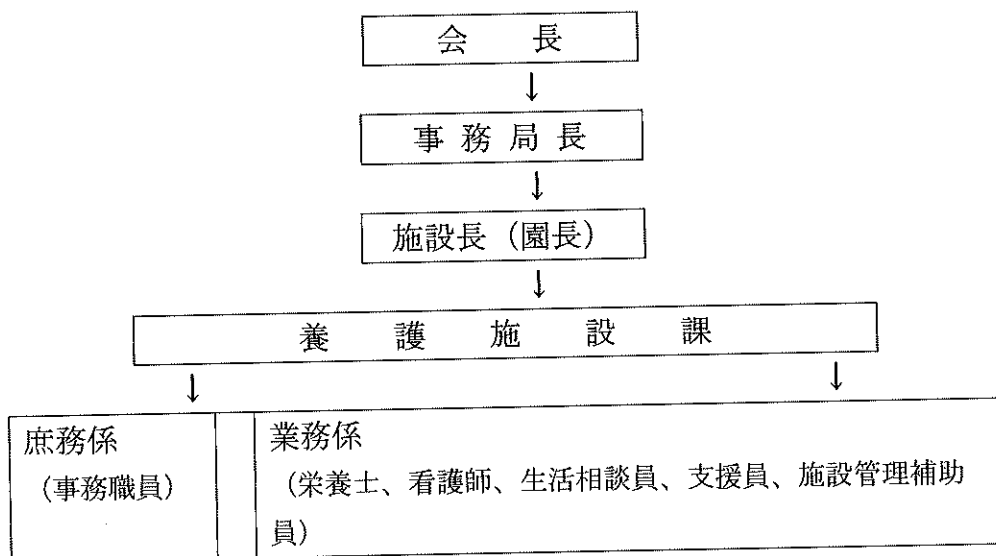 会長
↓
事務局長
↓
施設長（園長）
↓
養護施設課
↓ ↓
庶務係
（事務職員）
業務係
（栄養士、看護師、生活相談員、支援員、施設管理補助
員）